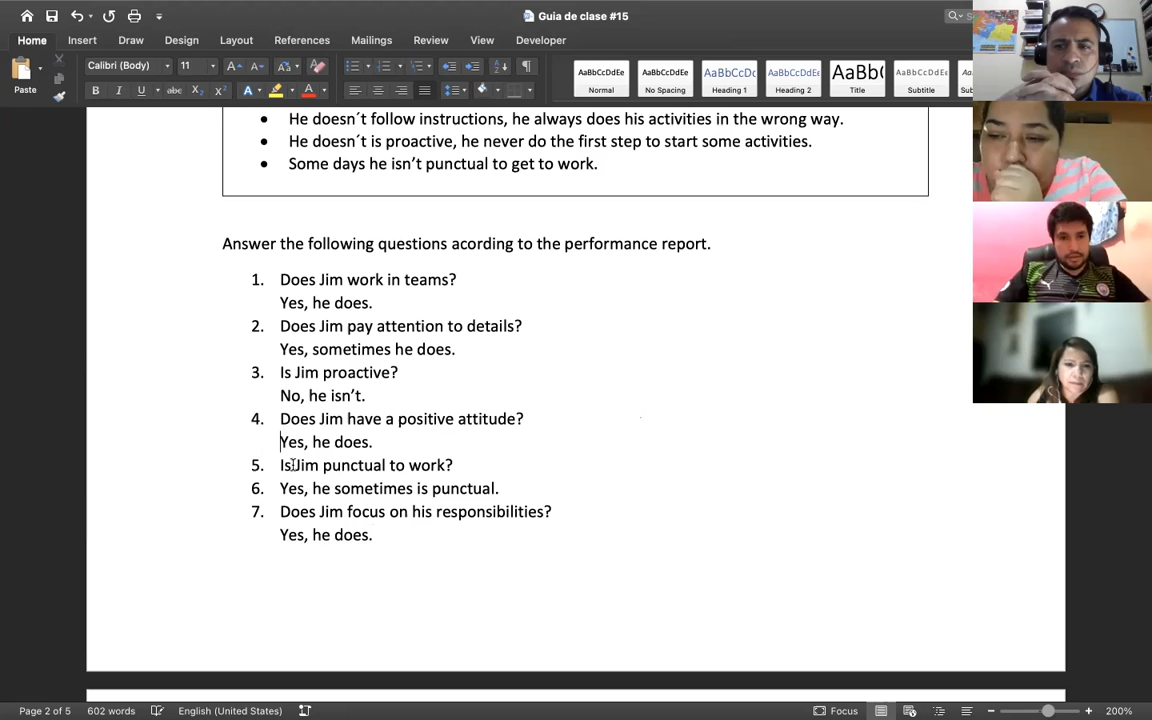 Guia de clase #15
Home Insert Draw Design Layout References Mailings Review View Developer
Paste
Calibri (Body) 11
B I U abc X₂ X²
AaBbCcDdEe AaBbCcDdEe AaBbCcDc AaBbCcDdEe AaBb( AaBbCcDdEe
Normal No Spacing Heading 1 Heading 2 Title Subtitle
• He doesn´t follow instructions, he always does his activities in the wrong way.
• He doesn´t is proactive, he never do the first step to start some activities.
• Some days he isn’t punctual to get to work.
Answer the following questions acording to the performance report.
1. Does Jim work in teams?
Yes, he does.
2. Does Jim pay attention to details?
Yes, sometimes he does.
3. Is Jim proactive?
No, he isn’t.
4. Does Jim have a positive attitude?
Yes, he does.
5. Is Jim punctual to work?
6. Yes, he sometimes is punctual.
7. Does Jim focus on his responsibilities?
Yes, he does.
Page 2 of 5 602 words English (United States) Focus 200%